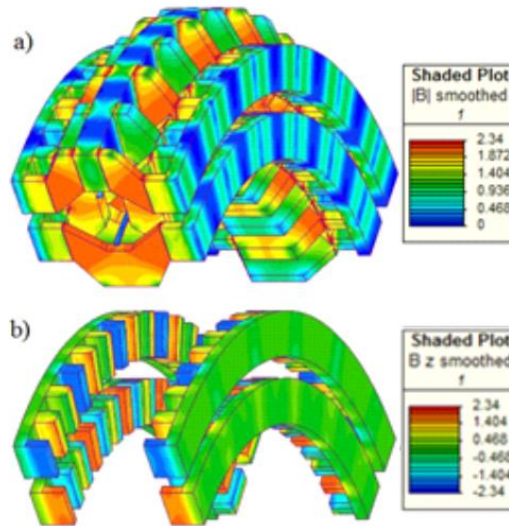 a)
Shaded Plot
|B| smoothed
f
2.34
1.872
1.404
0.936
0.468
0
b)
Shaded Plot
B z smoothed
f
2.34
1.404
0.468
-0.468
-1.404
-2.34